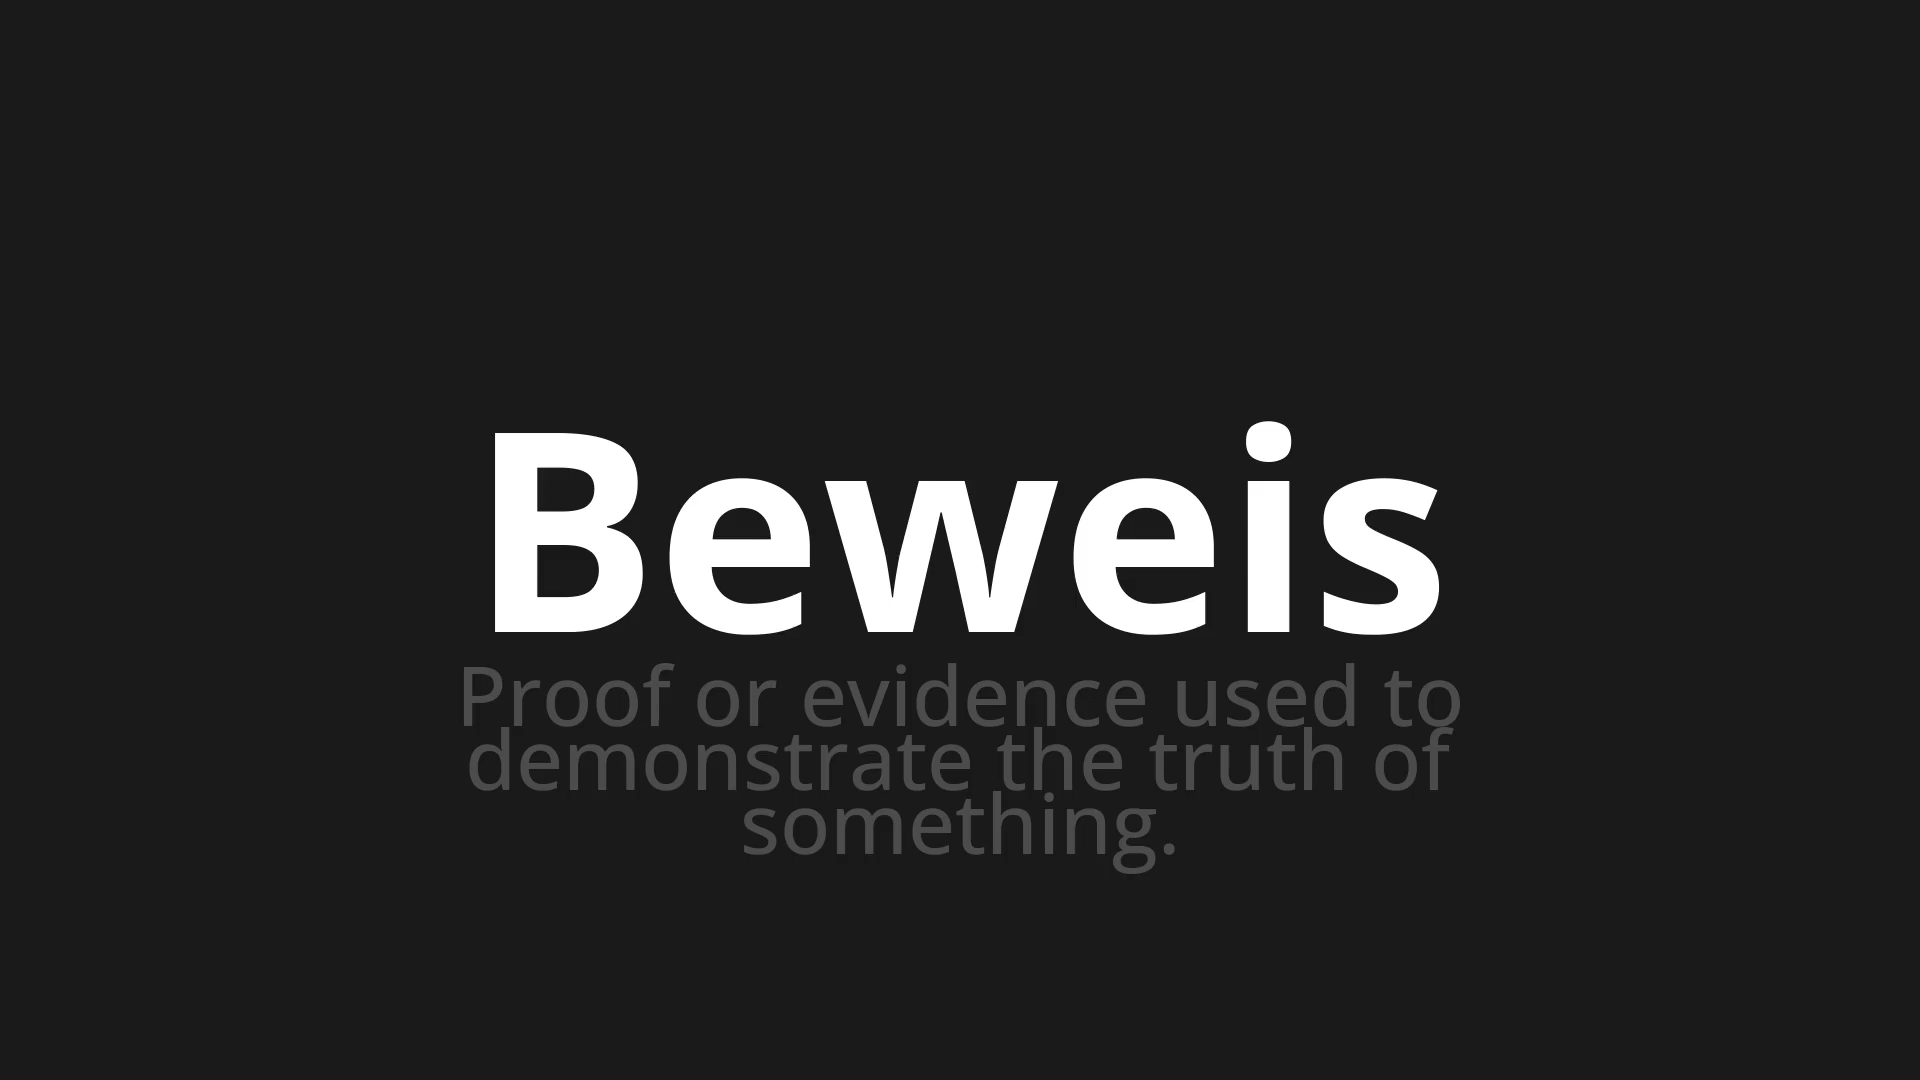 Beweis
Proof or evidence used to
demonstrate the truth of
something.